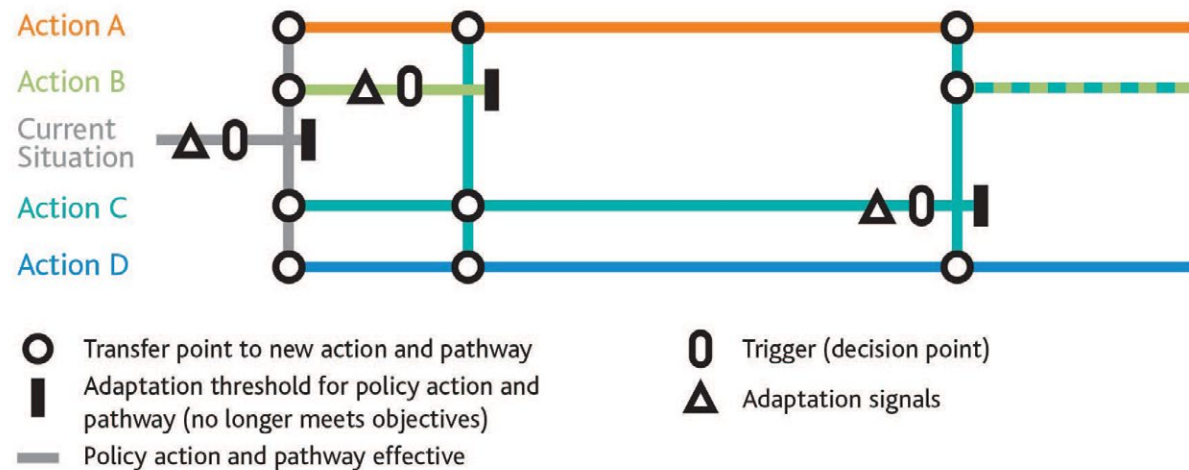 Action A
Action B
Current
Situation
Action C
Action D
Transfer point to new action and pathway
Adaptation threshold for policy action and
pathway (no longer meets objectives)
Policy action and pathway effective
Trigger (decision point)
Adaptation signals